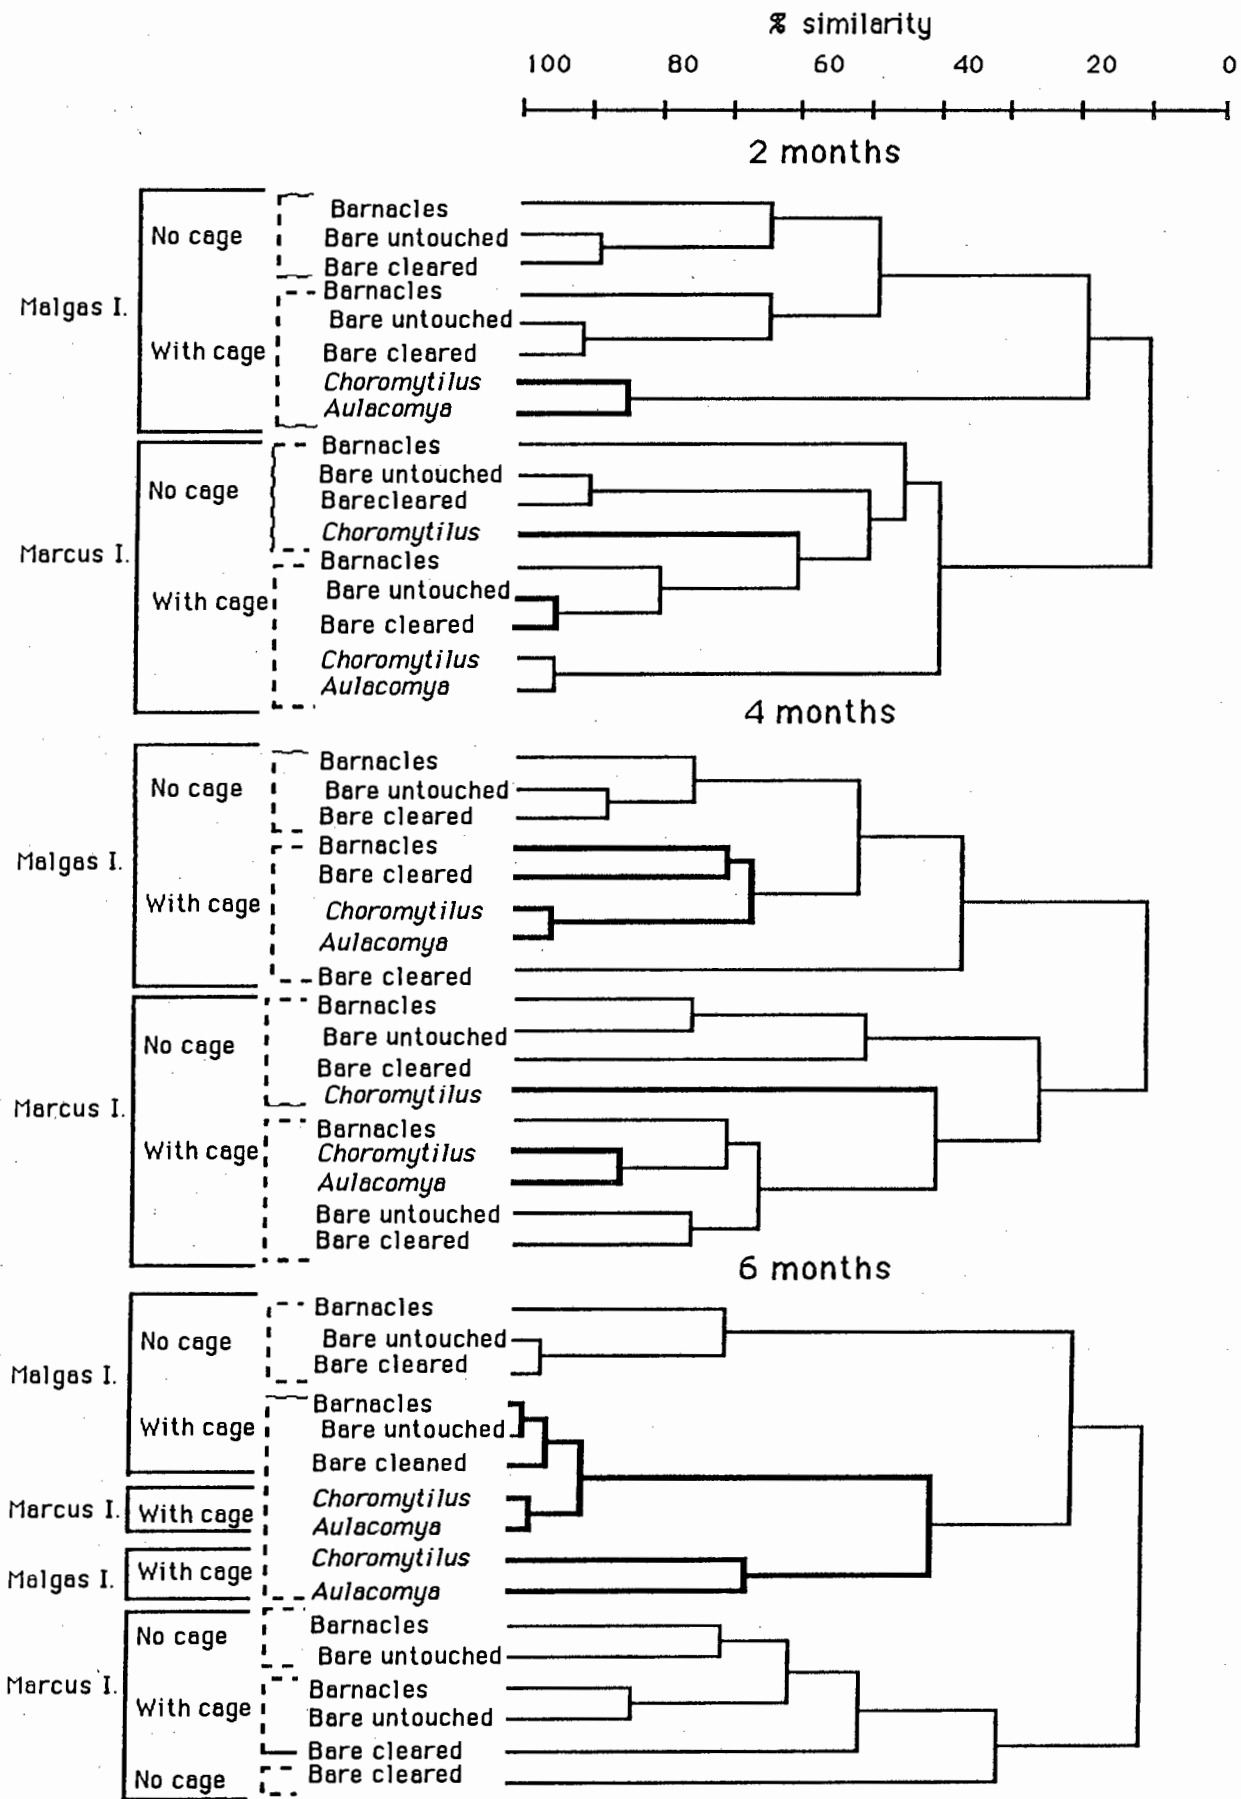 % similarity
100 80 60 40 20 0
2 months
Barnacles
No cage
Bare untouched
Bare cleared
Barnacles
Malgas I.
Bare untouched
With cage
Bare cleared
Choromytilus
Aulacomya
Barnacles
Bare untouched
No cage
Barecleared
Choromytilus
Marcus I.
Barnacles
Bare untouched
With cage
Bare cleared
Choromytilus
Aulacomya
4 months
Barnacles
No cage
Bare untouched
Bare cleared
Barnacles
Malgas I.
Bare cleared
With cage
Choromytilus
Aulacomya
Bare cleared
Barnacles
No cage
Bare untouched
Bare cleared
Choromytilus
Marcus I.
Barnacles
With cage
Choromytilus
Aulacomya
Bare untouched
Bare cleared
6 months
Barnacles
No cage
Bare untouched
Bare cleared
Malgas I.
Barnacles
With cage
Bare untouched
Bare cleaned
Choromytilus
Marcus I.
With cage
Aulacomya
Choromytilus
Malgas I.
With cage
Aulacomya
Barnacles
No cage
Bare untouched
Marcus I.
Barnacles
With cage
Bare untouched
Bare cleared
No cage
Bare cleared